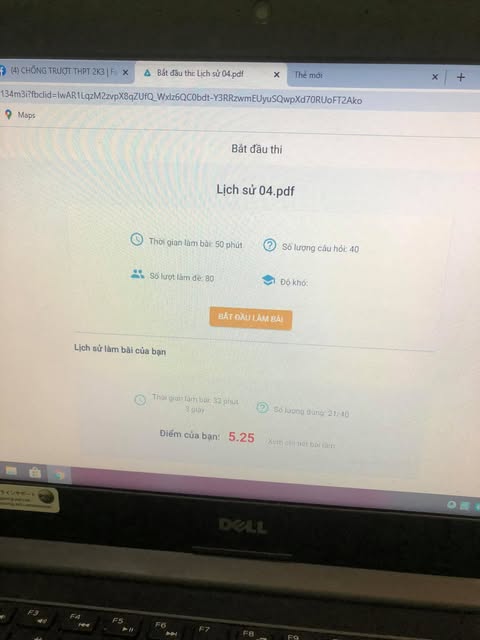 (4) CHỐNG TRƯỢT THPT 2K3 | F
Bắt đầu thi: Lịch sử 04.pdf
Thẻ mới
134m3i?fbclid=IwAR1LqzM2zvpX8qZUfQ_Wxlz6QC0bdt-Y3RRzwmEUyuSQwpXd70RUoFT2Ako
Maps
Bắt đầu thi
Lịch sử 04.pdf
Thời gian làm bài: 50 phút
Số lượng câu hỏi: 40
Số lượt làm đề: 80
Độ khó:
BẮT ĐẦU LÀM BÀI
Lịch sử làm bài của bạn
Thời gian làm bài: 32 phút
3 giây
Số lượng đúng: 21/40
Điểm của bạn: 5.25
Xem chi tiết bài làm
DELL
F3
F4
F5
F6
F7
F8
F9